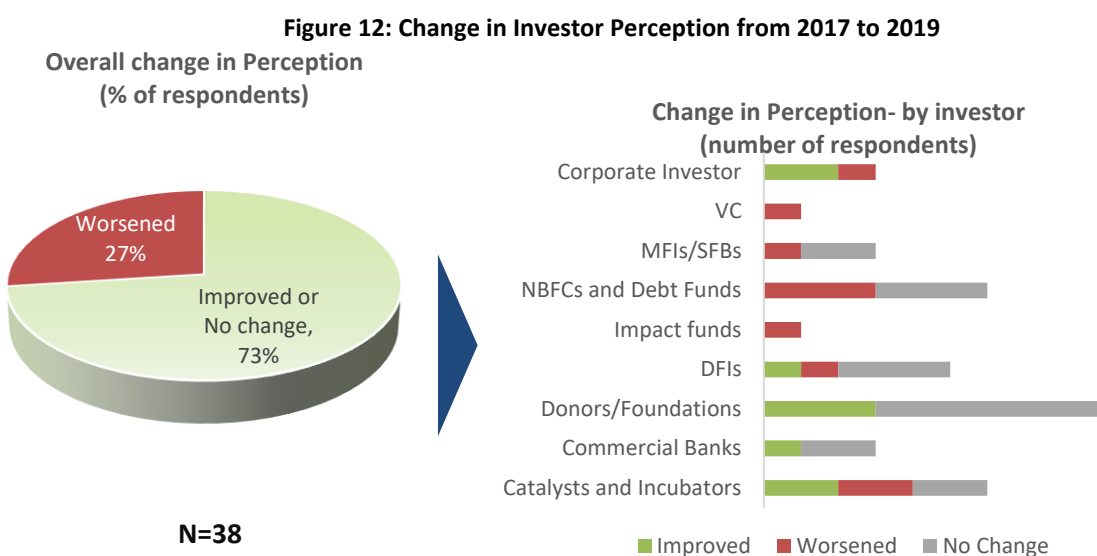 Figure 12: Change in Investor Perception from 2017 to 2019
Overall change in Perception
(% of respondents)
Worsened
27%
Improved or
No change,
73%
N=38
Change in Perception- by investor
(number of respondents)
Corporate Investor
VC
MFIs/SFBs
NBFCs and Debt Funds
Impact funds
DFIs
Donors/Foundations
Commercial Banks
Catalysts and Incubators
Improved Worsened No Change